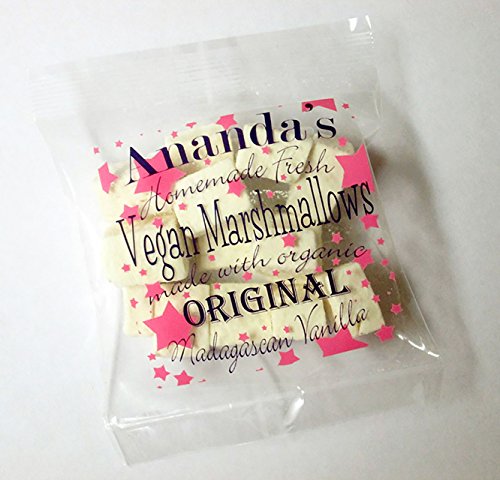 Ananda's
Homemade Fresh
Vegan Marshmallows
made with organic
ORIGINAL
Madagascan Vanilla